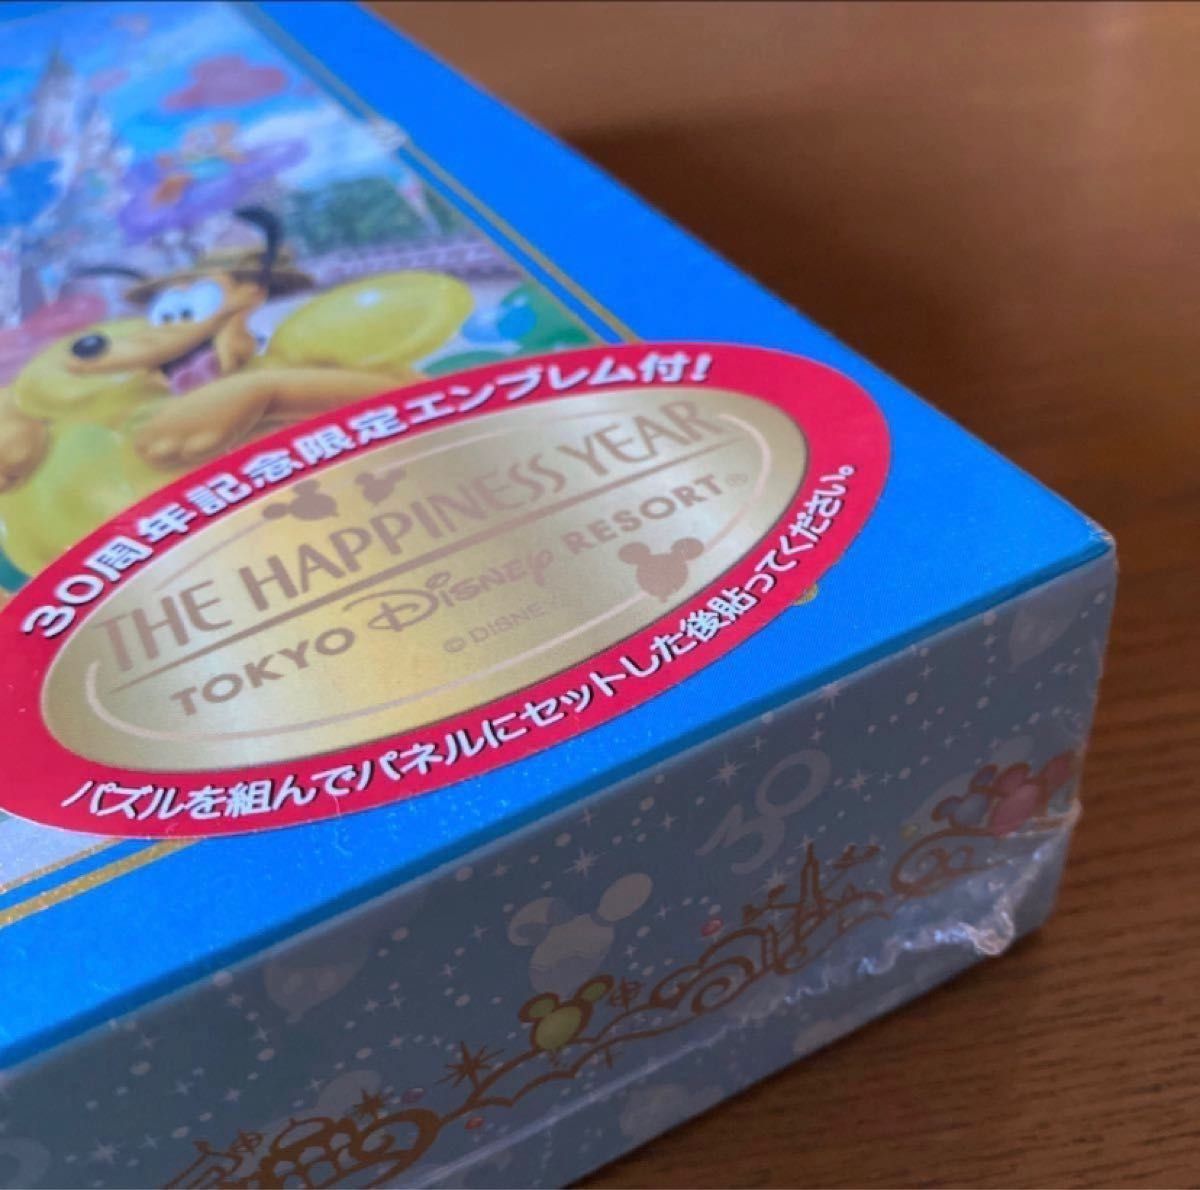 30周年記念限定エンブレム付!
THE HAPPINESS YEAR
TOKYO Disney RESORT®
© DISNEY
パズルを組んでパネルにセットした後貼ってください。
30